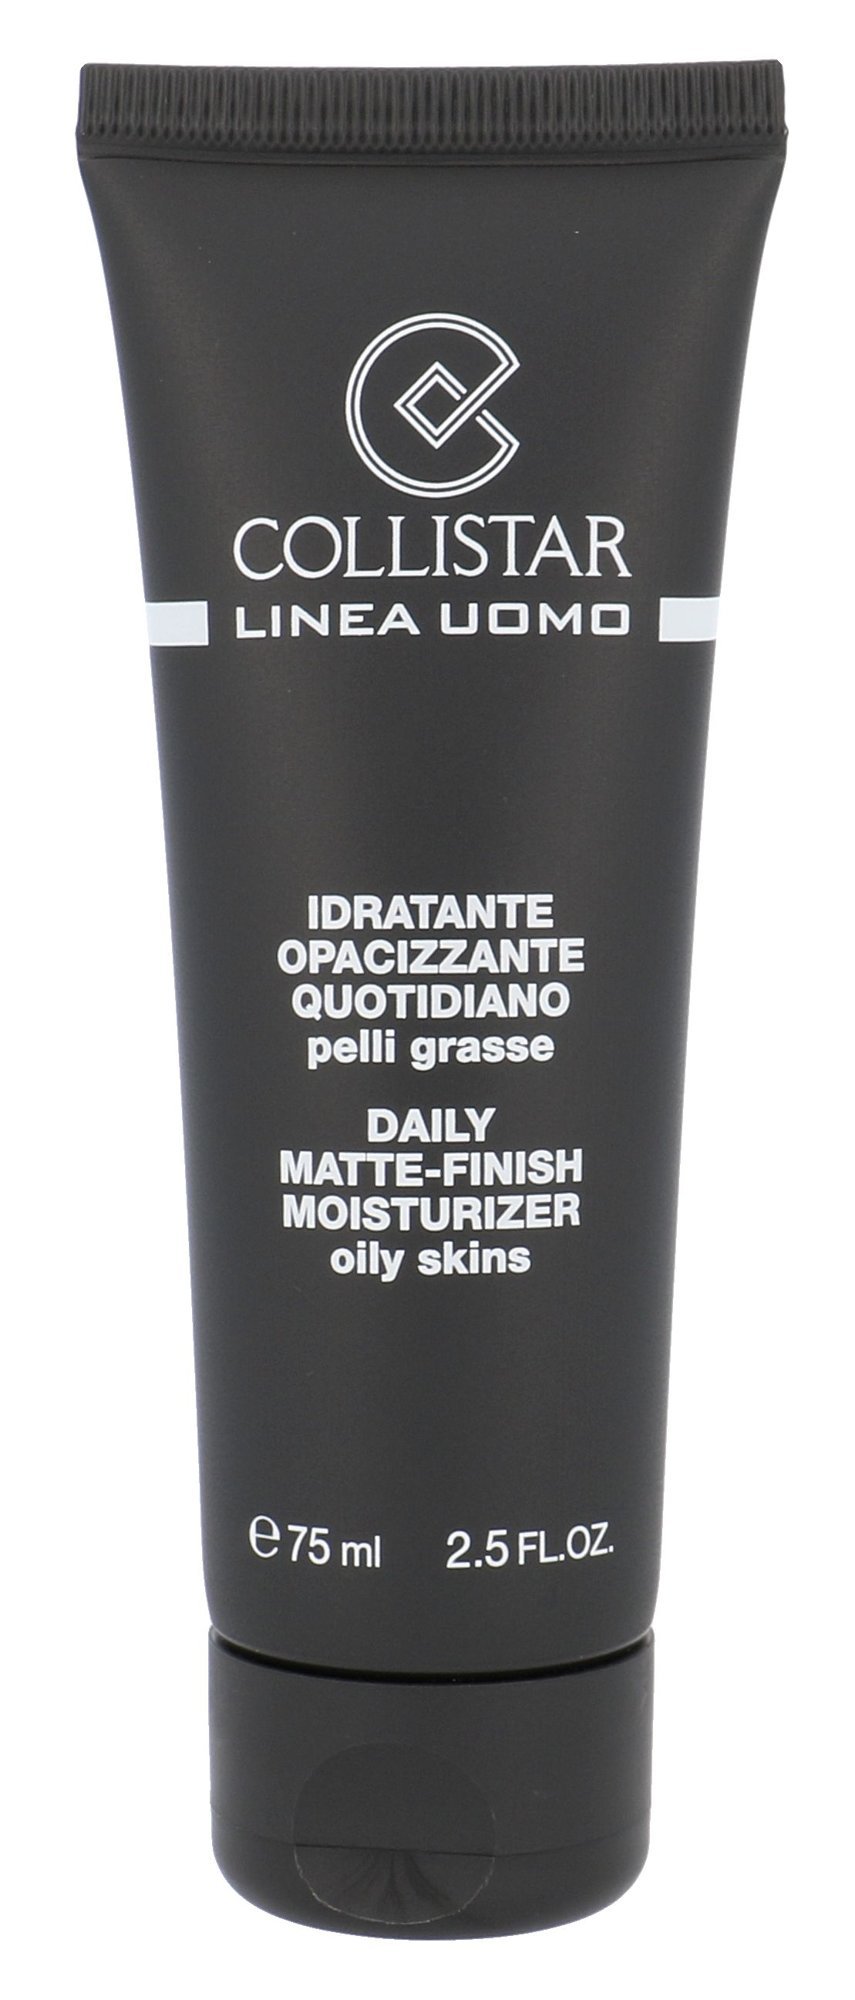 COLLISTAR
LINEA UOMO
IDRATANTE
OPACIZZANTE
QUOTIDIANO
pelli grasse
DAILY
MATTE-FINISH
MOISTURIZER
oily skins
℮ 75 ml 2.5 FL.OZ.